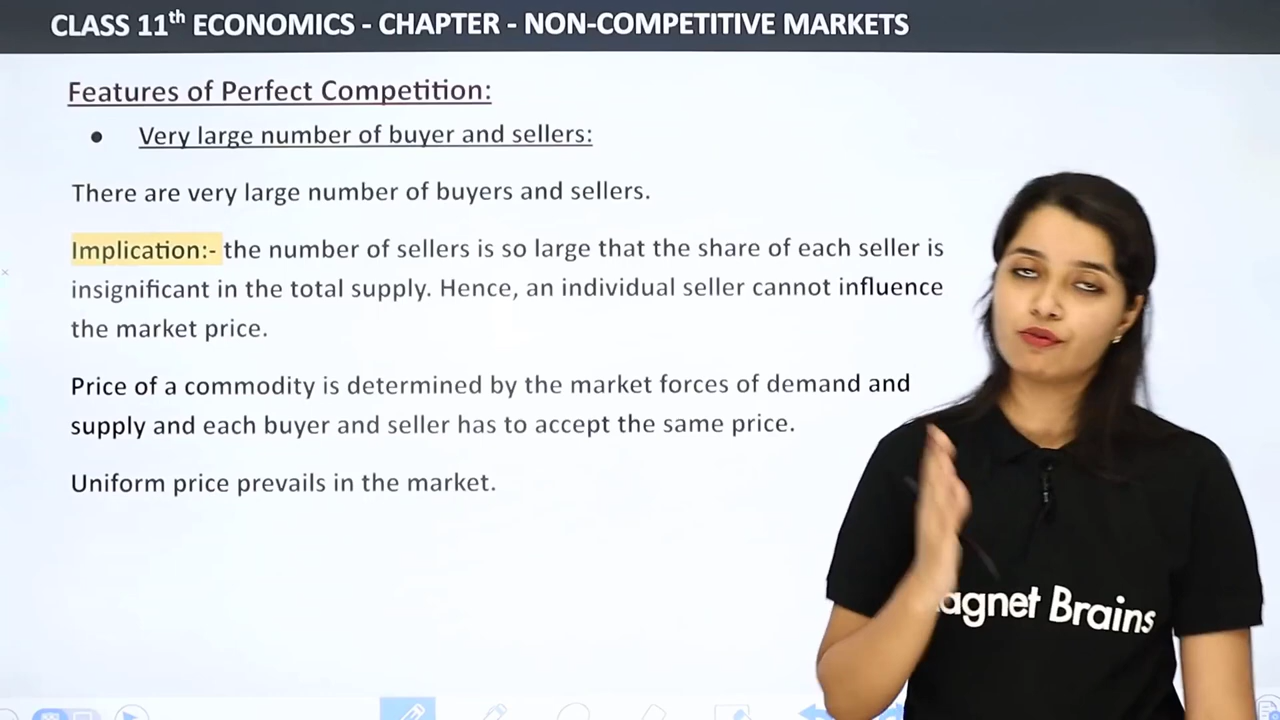 CLASS 11th ECONOMICS - CHAPTER - NON-COMPETITIVE MARKETS
Features of Perfect Competition:
● Very large number of buyer and sellers:
There are very large number of buyers and sellers.
Implication:- the number of sellers is so large that the share of each seller is
insignificant in the total supply. Hence, an individual seller cannot influence
the market price.
Price of a commodity is determined by the market forces of demand and
supply and each buyer and seller has to accept the same price.
Uniform price prevails in the market.
agnet Brains